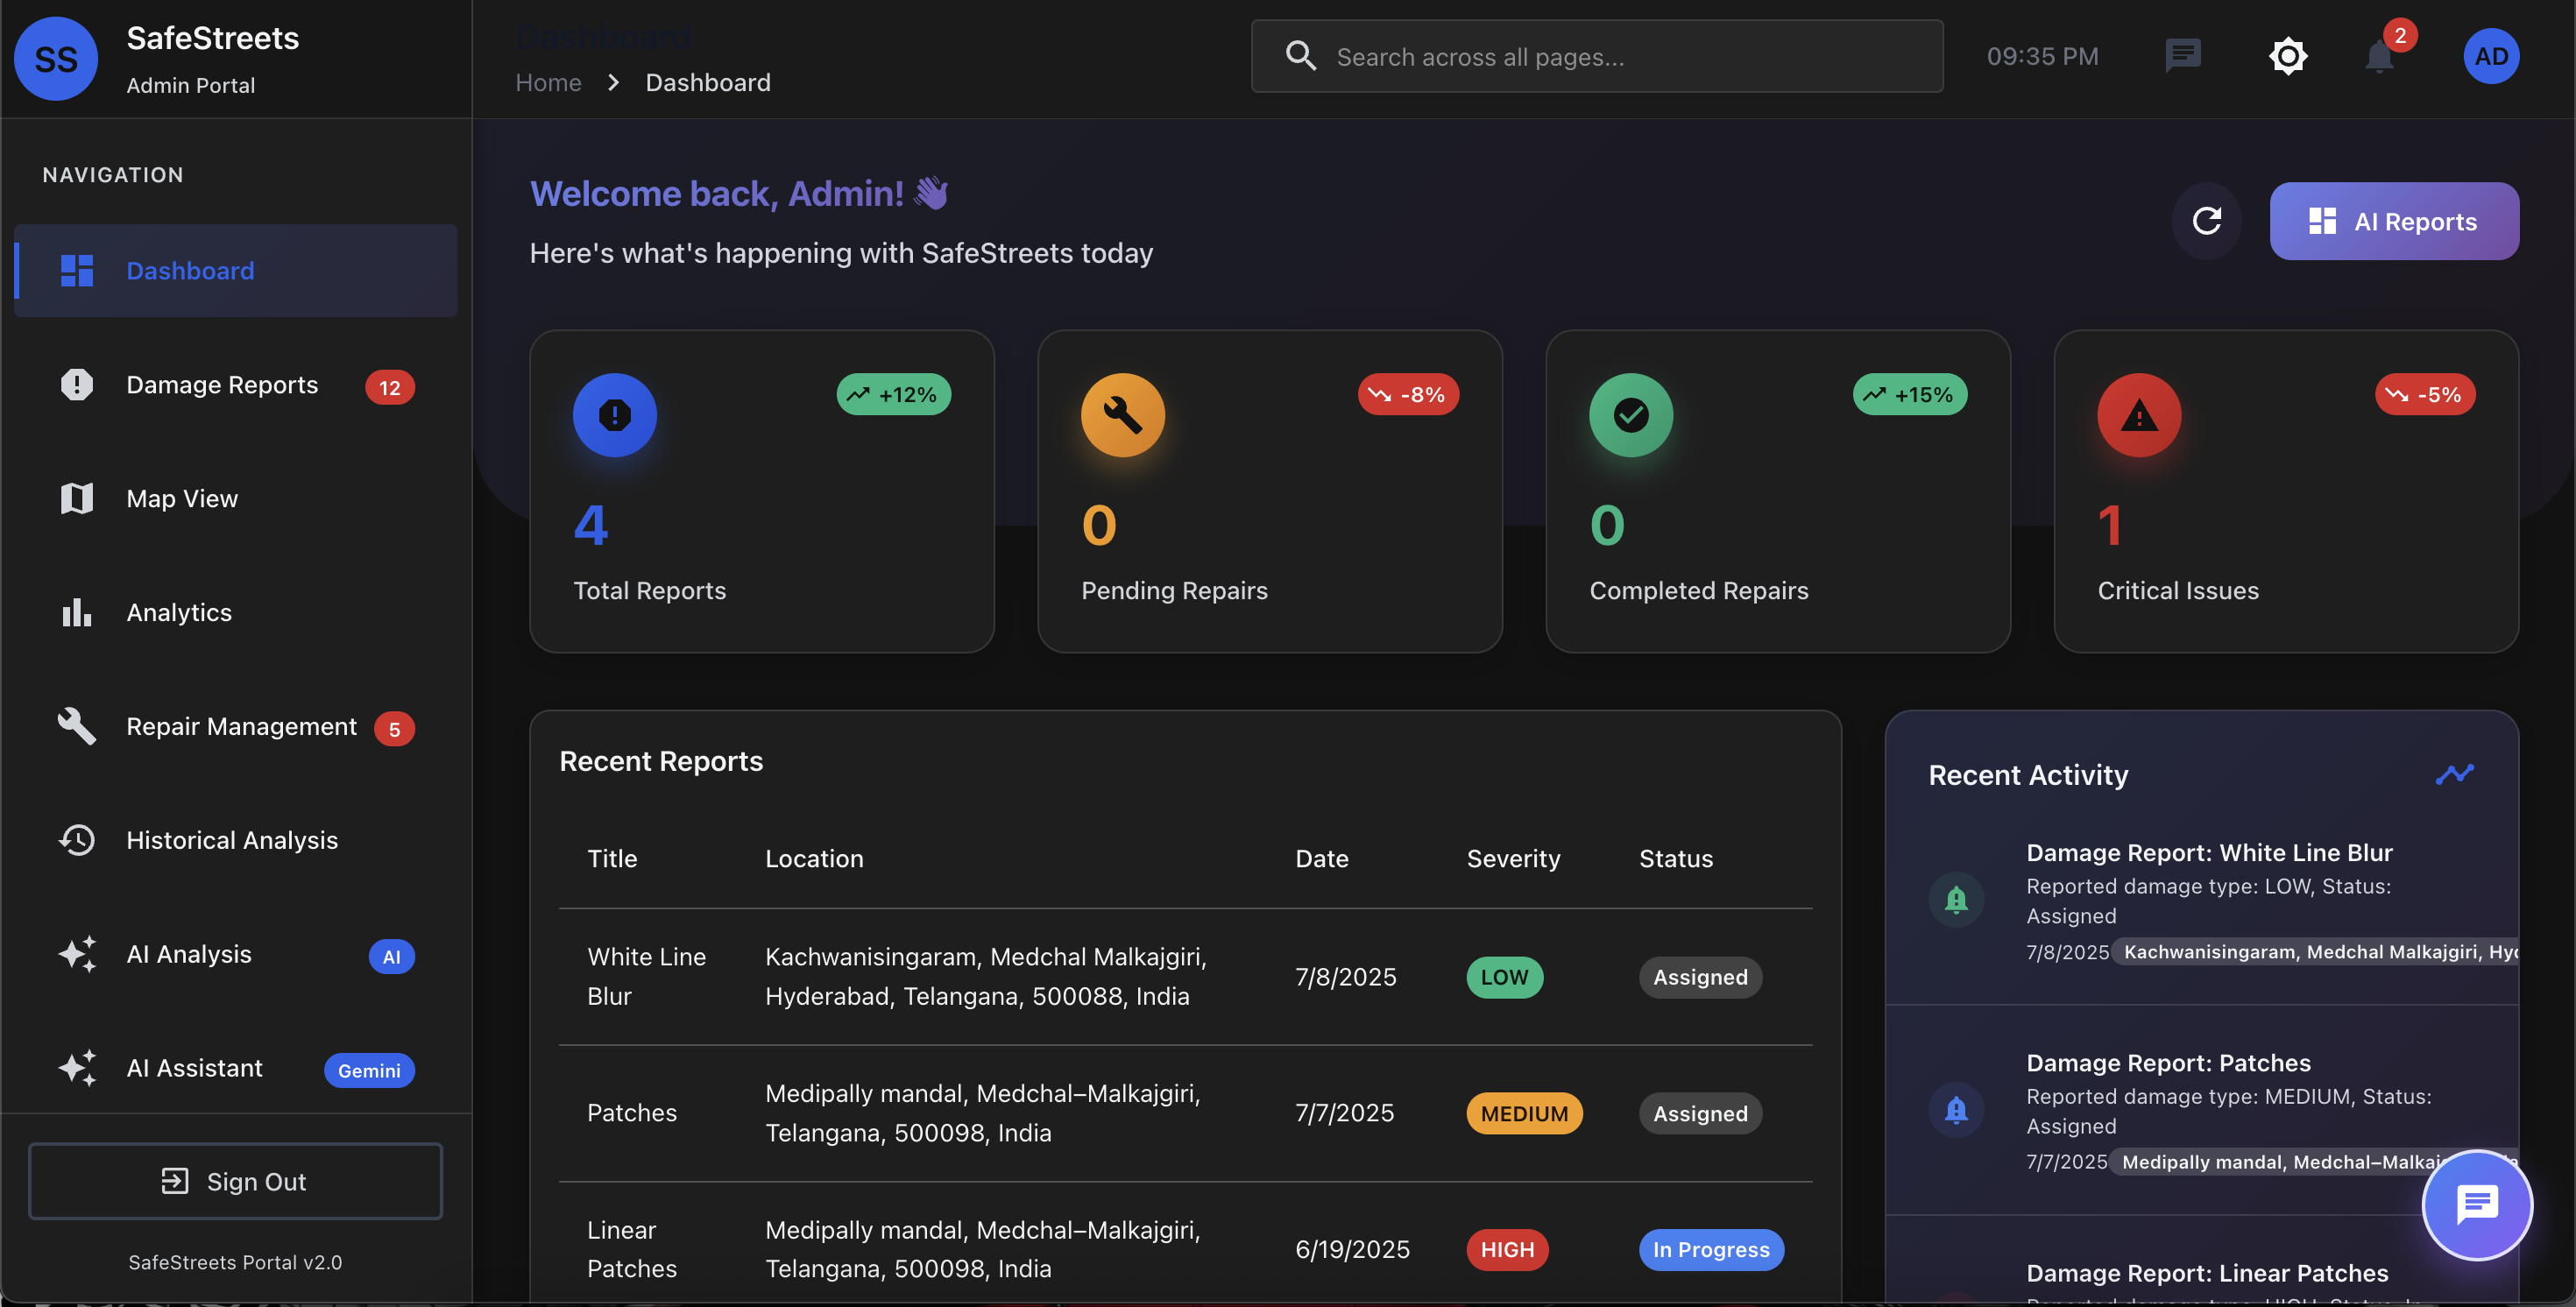 SS
SafeStreets
Admin Portal
NAVIGATION
Dashboard
Damage Reports 12
Map View
Analytics
Repair Management 5
Historical Analysis
AI Analysis AI
AI Assistant Gemini
Sign Out
SafeStreets Portal v2.0
Dashboard
Home > Dashboard
Search across all pages...
09:35 PM
2
AD
Welcome back, Admin! 👋
Here's what's happening with SafeStreets today
AI Reports
+12%
4
Total Reports
-8%
0
Pending Repairs
+15%
0
Completed Repairs
-5%
1
Critical Issues
Recent Reports
Title Location Date Severity Status
White Line Blur
Kachwanisingaram, Medchal Malkajgiri,
Hyderabad, Telangana, 500088, India
7/8/2025 LOW Assigned
Patches
Medipally mandal, Medchal–Malkajgiri,
Telangana, 500098, India
7/7/2025 MEDIUM Assigned
Linear Patches
Medipally mandal, Medchal–Malkajgiri,
Telangana, 500098, India
6/19/2025 HIGH In Progress
Recent Activity
Damage Report: White Line Blur
Reported damage type: LOW, Status:
Assigned
7/8/2025 Kachwanisingaram, Medchal Malkajgiri,
Damage Report: Patches
Reported damage type: MEDIUM, Status:
Assigned
7/7/2025 Medipally mandal,
Damage Report: Linear Patches